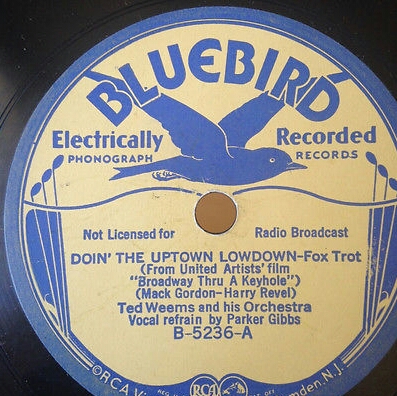 BLUEBIRD
Electrically Recorded
PHONOGRAPH RECORDS
Not Licensed for Radio Broadcast
DOIN' THE UPTOWN LOWDOWN-Fox Trot
(From United Artists' film
"Broadway Thru A Keyhole")
(Mack Gordon-Harry Revel)
Ted Weems and his Orchestra
Vocal refrain by Parker Gibbs
B-5236-A
©RCA
RCA
N.J.